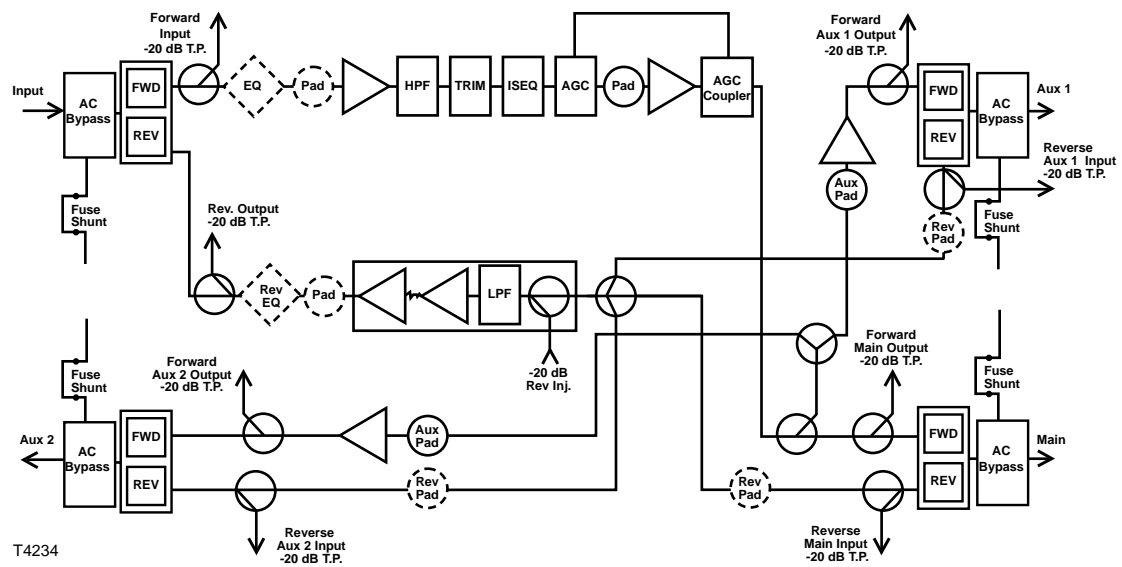 Forward
Input
-20 dB T.P.
Forward
Aux 1 Output
-20 dB T.P.
Input
AC
Bypass
FWD
REV
EQ
Pad
HPF
TRIM
ISEQ
AGC
Pad
AGC
Coupler
FWD
REV
AC
Bypass
Aux 1
Reverse
Aux 1 Input
-20 dB T.P.
Aux
Pad
Fuse
Shunt
Rev. Output
-20 dB T.P.
Rev
Pad
Fuse
Shunt
Rev
EQ
Pad
LPF
-20 dB
Rev Inj.
Forward
Aux 2 Output
-20 dB T.P.
Forward
Main Output
-20 dB T.P.
Fuse
Shunt
Fuse
Shunt
Aux 2
AC
Bypass
FWD
REV
Aux
Pad
Rev
Pad
Rev
Pad
FWD
REV
AC
Bypass
Main
Reverse
Aux 2 Input
-20 dB T.P.
Reverse
Main Input
-20 dB T.P.
T4234